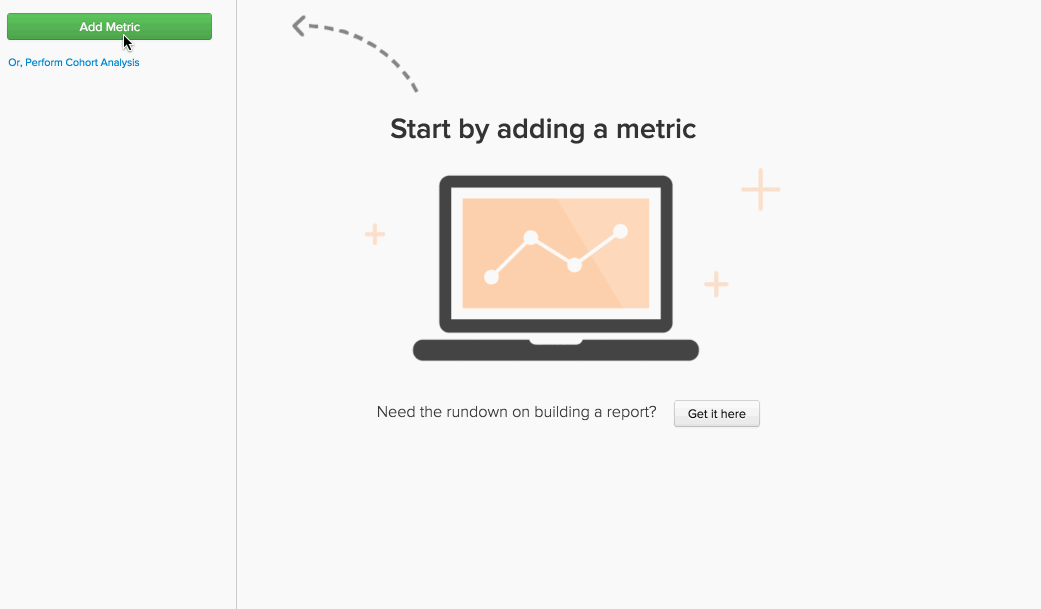 Add Metric
Or, Perform Cohort Analysis
Start by adding a metric
Need the rundown on building a report?
Get it here